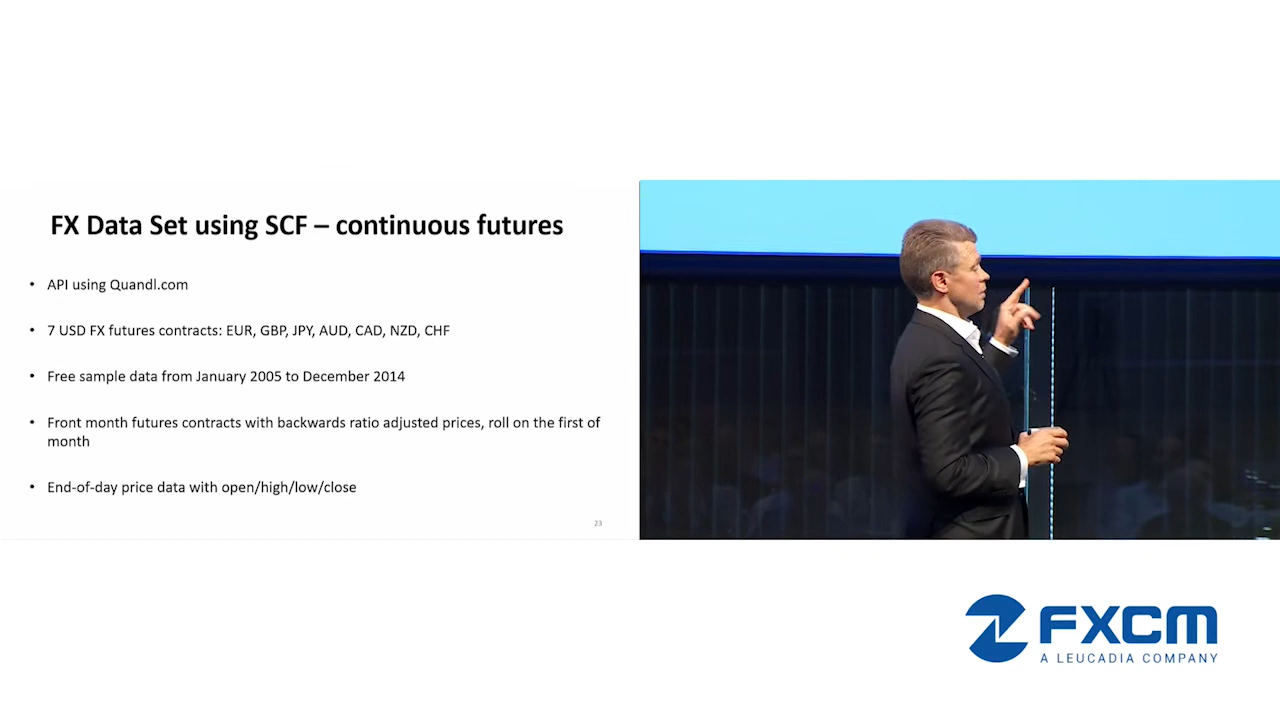 FX Data Set using SCF – continuous futures
• API using Quandl.com
• 7 USD FX futures contracts: EUR, GBP, JPY, AUD, CAD, NZD, CHF
• Free sample data from January 2005 to December 2014
• Front month futures contracts with backwards ratio adjusted prices, roll on the first of
month
• End-of-day price data with open/high/low/close
23
FXCM
A LEUCADIA COMPANY